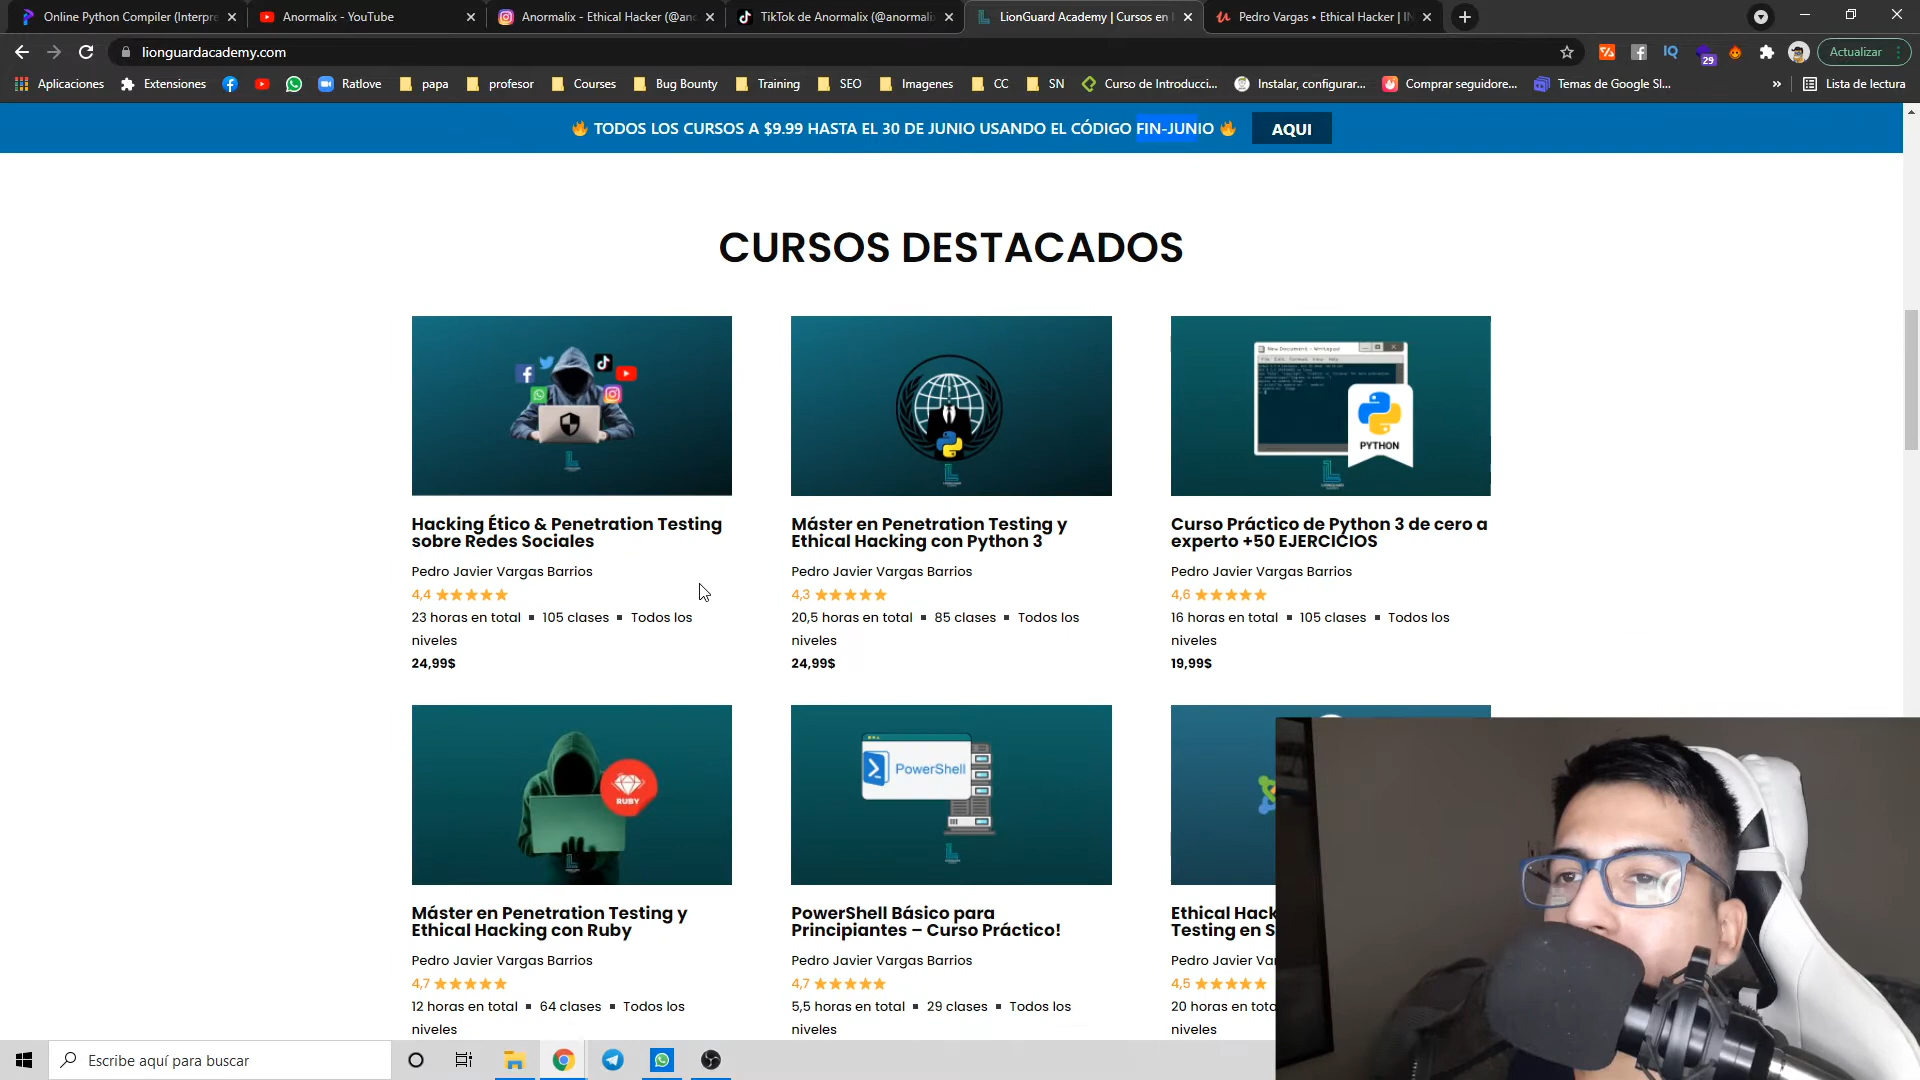 Online Python Compiler (Interpre
Anormalix - YouTube
Anormalix - Ethical Hacker (@ano
TikTok de Anormalix (@anormali
LionGuard Academy | Cursos en
Pedro Vargas • Ethical Hacker | IN
lionguardacademy.com
Actualizar
Aplicaciones
Extensiones
Ratlove
papa
profesor
Courses
Bug Bounty
Training
SEO
Imagenes
CC
SN
Curso de Introducci...
Instalar, configurar...
Comprar seguidore...
Temas de Google Sl...
»
Lista de lectura
IQ
29
TODOS LOS CURSOS A $9.99 HASTA EL 30 DE JUNIO USANDO EL CÓDIGO FIN-JUNIO
AQUI
CURSOS DESTACADOS
PYTHON
Hacking Ético & Penetration Testing
sobre Redes Sociales
Pedro Javier Vargas Barrios
4,4
23 horas en total ▪ 105 clases ▪ Todos los
niveles
24,99$
Máster en Penetration Testing y
Ethical Hacking con Python 3
Pedro Javier Vargas Barrios
4,3
20,5 horas en total ▪ 85 clases ▪ Todos los
niveles
24,99$
Curso Práctico de Python 3 de cero a
experto +50 EJERCICIOS
Pedro Javier Vargas Barrios
4,6
16 horas en total ▪ 105 clases ▪ Todos los
niveles
19,99$
RUBY
PowerShell
Máster en Penetration Testing y
Ethical Hacking con Ruby
Pedro Javier Vargas Barrios
4,7
12 horas en total ▪ 64 clases ▪ Todos los
niveles
PowerShell Básico para
Principiantes – Curso Práctico!
Pedro Javier Vargas Barrios
4,7
5,5 horas en total ▪ 29 clases ▪ Todos los
niveles
Ethical Hack
Testing en S
Pedro Javier Va
4,5
20 horas en tota
niveles
Escribe aquí para buscar